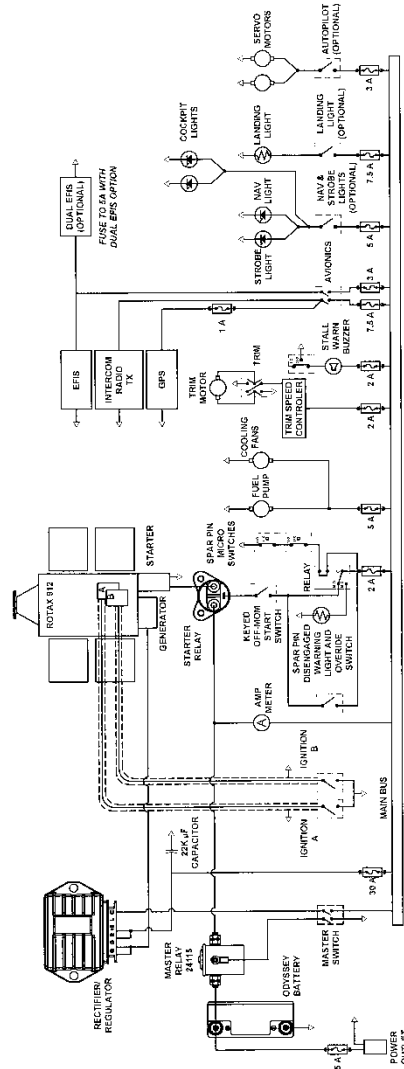 SERVO
MOTORS
AUTOPILOT
(OPTIONAL)
3 A
LANDING
LIGHT
LANDING
LIGHT
(OPTIONAL)
7.5 A
COCKPIT
LIGHTS
NAV
LIGHT
STROBE
LIGHT
NAV &
STROBE
LIGHTS
(OPTIONAL)
5 A
DUAL EFIS
(OPTIONAL)
FUSE TO 5A WITH
DUAL EFIS OPTION
AVIONICS
3 A
7.5 A
1 A
EFIS
INTERCOM
RADIO
TX
GPS
STALL
WARN
BUZZER
2 A
TRIM
MOTOR
TRIM
TRIM SPEED
CONTROLER
2 A
COOLING
FANS
FUEL
PUMP
5 A
ROTAX 912
A
B
STARTER
GENERATOR
SPAR PIN
MICRO
SWITCHES
STARTER
RELAY
RELAY
2 A
KEYED
OFF-MOM
START
SWITCH
SPAR PIN
DISENGAGED
WARNING
LIGHT AND
OVERIDE
SWITCH
AMP
METER
A
IGNITION
B
IGNITION
A
MAIN BUS
22K µF
CAPACITOR
30 A
RECTIFIER/
REGULATOR
MASTER
RELAY
24115
MASTER
SWITCH
ODYSSEY
BATTERY
5 A
POWER